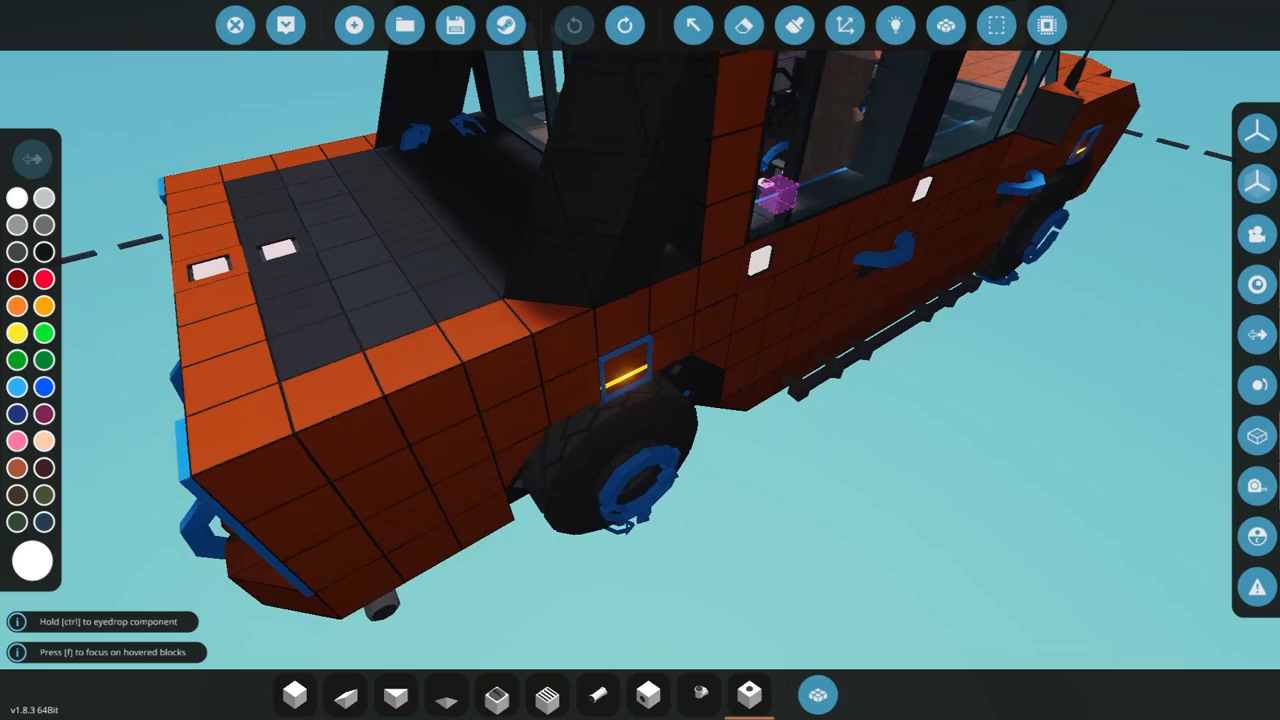 Hold [ctrl] to eyedrop component
Press [f] to focus on hovered blocks
v1.8.3 64Bit